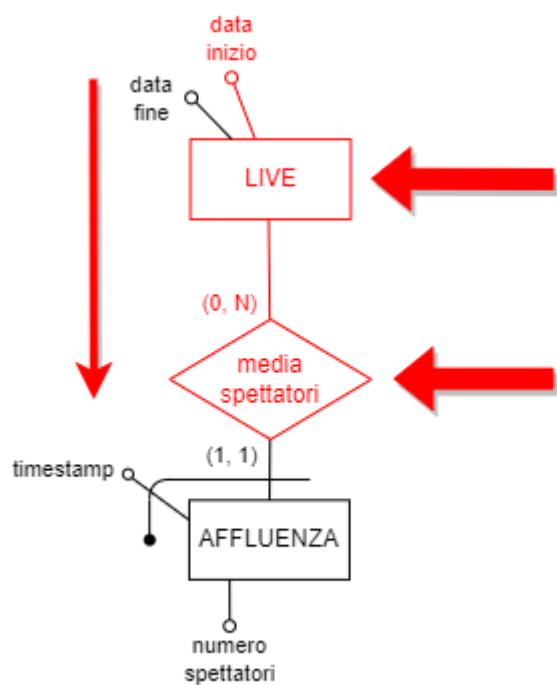 data
inizio
data
fine
LIVE
(0, N)
media
spettatori
(1, 1)
timestamp
AFFLUENZA
numero
spettatori